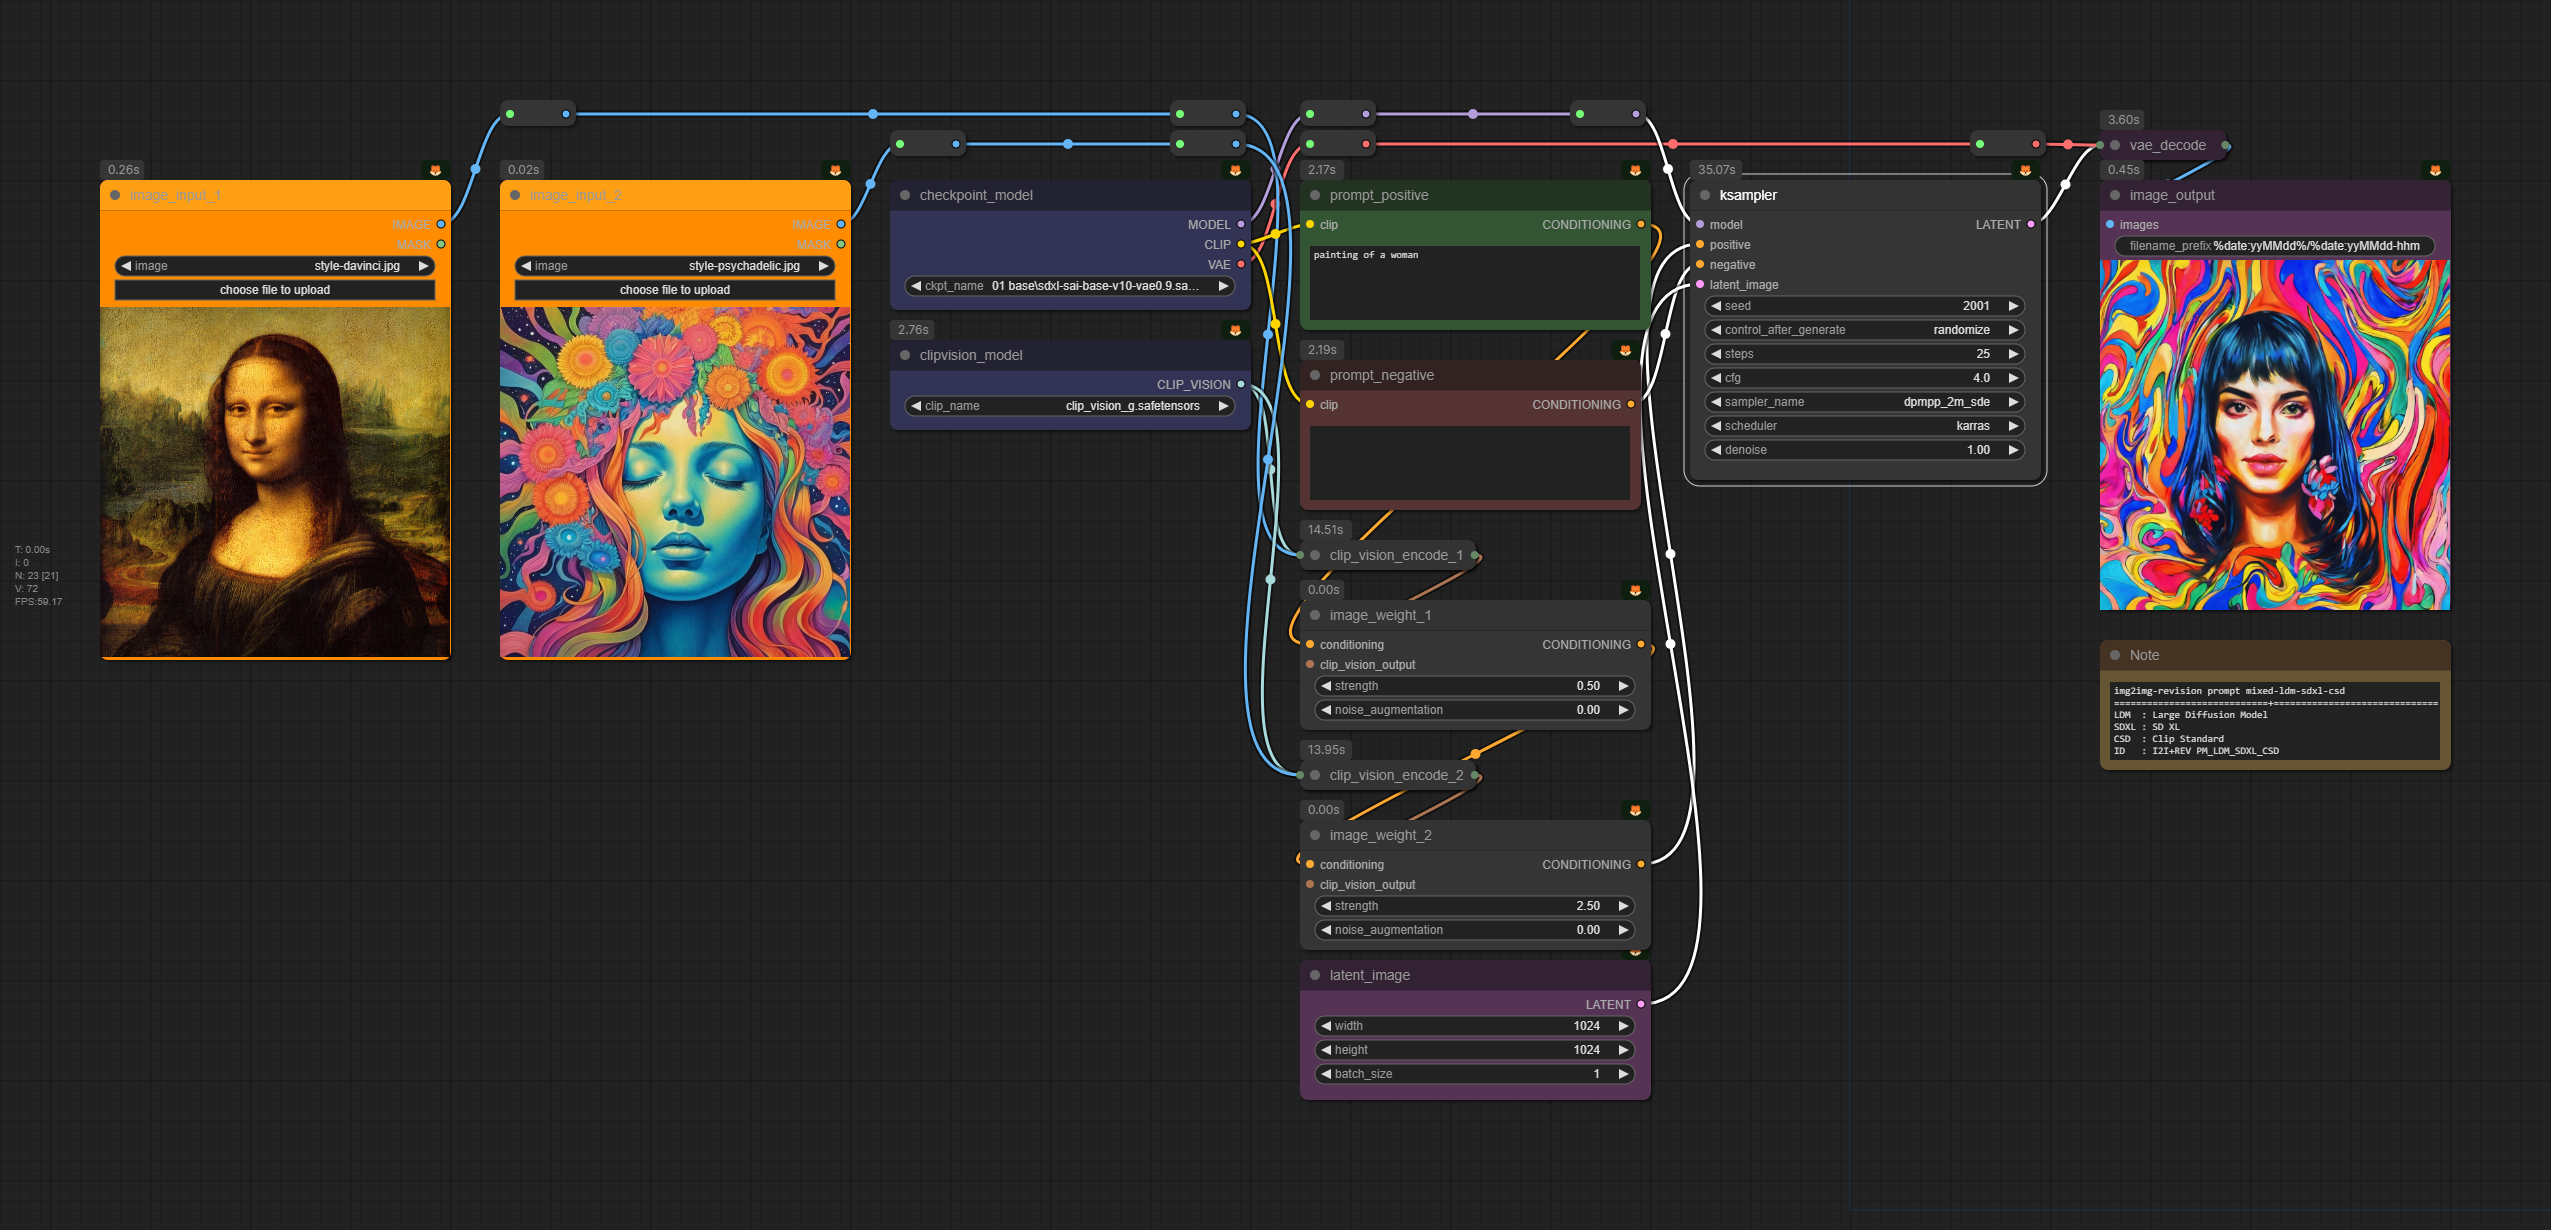 0.26s
image_input_1
IMAGE
MASK
image style-davinci.jpg
choose file to upload
0.02s
image_input_2
IMAGE
MASK
image style-psychadelic.jpg
choose file to upload
checkpoint_model
MODEL
CLIP
VAE
ckpt_name 01 base\sdxl-sai-base-v10-vae0.9.sa...
2.76s
clipvision_model
CLIP_VISION
clip_name clip_vision_g.safetensors
2.17s
prompt_positive
clip CONDITIONING
painting of a woman
2.19s
prompt_negative
clip CONDITIONING
14.51s
clip_vision_encode_1
0.00s
image_weight_1
conditioning CONDITIONING
clip_vision_output
strength 0.50
noise_augmentation 0.00
13.95s
clip_vision_encode_2
0.00s
image_weight_2
conditioning CONDITIONING
clip_vision_output
strength 2.50
noise_augmentation 0.00
latent_image
LATENT
width 1024
height 1024
batch_size 1
35.07s
ksampler
model LATENT
positive
negative
latent_image
seed 2001
control_after_generate randomize
steps 25
cfg 4.0
sampler_name dpmpp_2m_sde
scheduler karras
denoise 1.00
3.60s
vae_decode
0.45s
image_output
images
filename_prefix %date:yyMMdd%/%date:yyMMdd-hhm
Note
img2img-revision prompt mixed-ldm-sdxl-csd
============================+=============================
LDM : Large Diffusion Model
SDXL : SD XL
CSD : Clip Standard
ID : I2I+REV PM_LDM_SDXL_CSD
T: 0.00s
I: 0
N: 23 [21]
V: 72
FPS:59.17